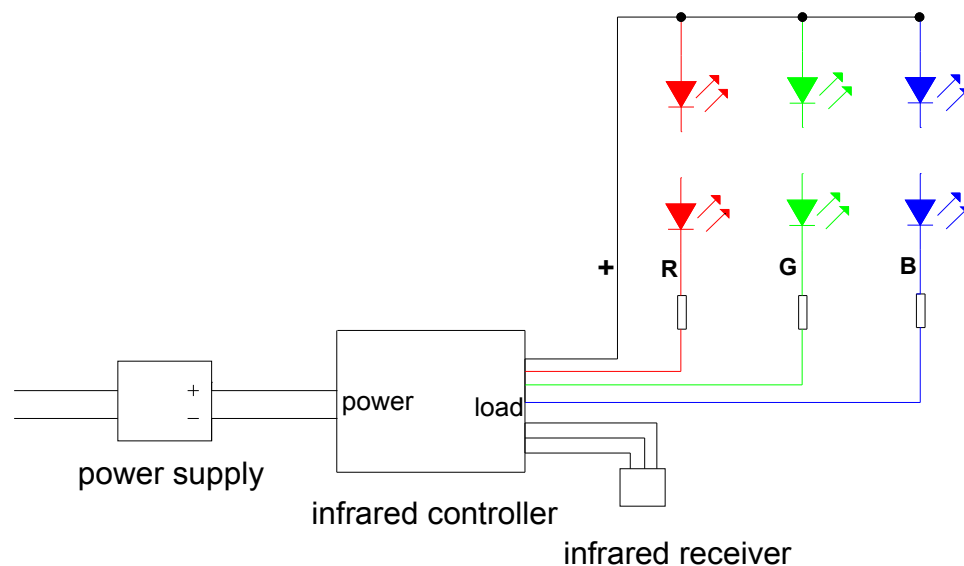 +
R
G
B
+
−
power
load
power supply
infrared controller
infrared receiver